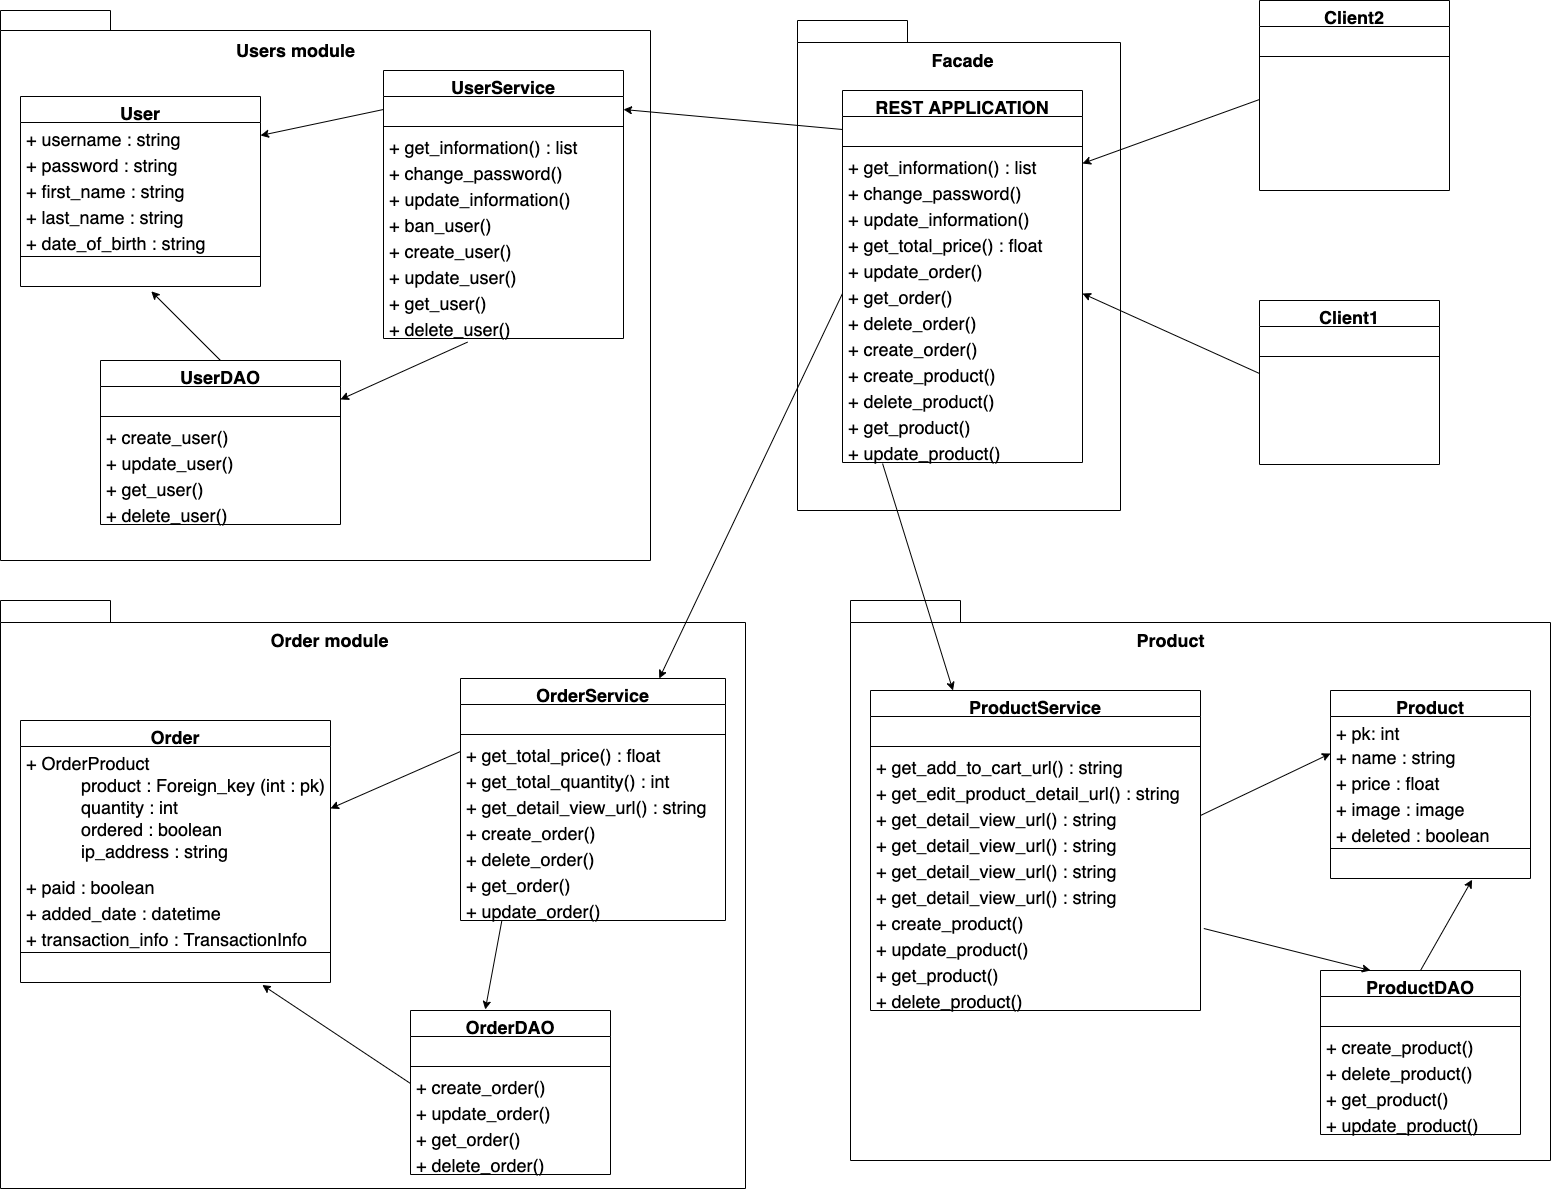 Users module
User
+ username : string
+ password : string
+ first_name : string
+ last_name : string
+ date_of_birth : string
UserService
+ get_information() : list
+ change_password()
+ update_information()
+ ban_user()
+ create_user()
+ update_user()
+ get_user()
+ delete_user()
UserDAO
+ create_user()
+ update_user()
+ get_user()
+ delete_user()
Facade
REST APPLICATION
+ get_information() : list
+ change_password()
+ update_information()
+ get_total_price() : float
+ update_order()
+ get_order()
+ delete_order()
+ create_order()
+ create_product()
+ delete_product()
+ get_product()
+ update_product()
Client2
Client1
Order module
Order
+ OrderProduct
product : Foreign_key (int : pk)
quantity : int
ordered : boolean
ip_address : string
+ paid : boolean
+ added_date : datetime
+ transaction_info : TransactionInfo
OrderService
+ get_total_price() : float
+ get_total_quantity() : int
+ get_detail_view_url() : string
+ create_order()
+ delete_order()
+ get_order()
+ update_order()
OrderDAO
+ create_order()
+ update_order()
+ get_order()
+ delete_order()
Product
ProductService
+ get_add_to_cart_url() : string
+ get_edit_product_detail_url() : string
+ get_detail_view_url() : string
+ get_detail_view_url() : string
+ get_detail_view_url() : string
+ get_detail_view_url() : string
+ create_product()
+ update_product()
+ get_product()
+ delete_product()
Product
+ pk: int
+ name : string
+ price : float
+ image : image
+ deleted : boolean
ProductDAO
+ create_product()
+ delete_product()
+ get_product()
+ update_product()